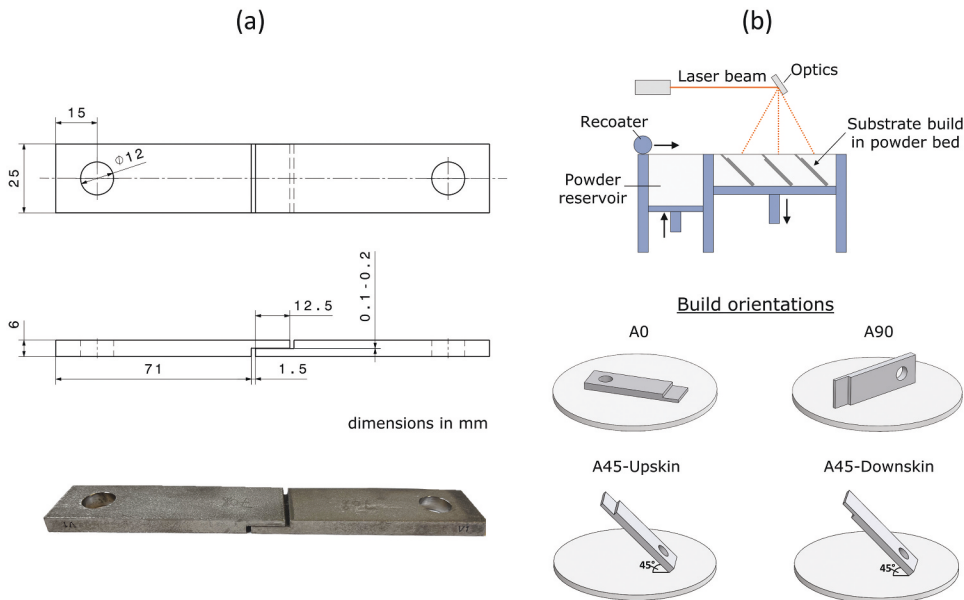 (a)
15
Ø12
25
12.5
0.1-0.2
6
71
1.5
dimensions in mm
(b)
Laser beam
Optics
Recoater
Substrate build
in powder bed
Powder
reservoir
Build orientations
A0
A90
A45-Upskin
A45-Downskin
45°
45°